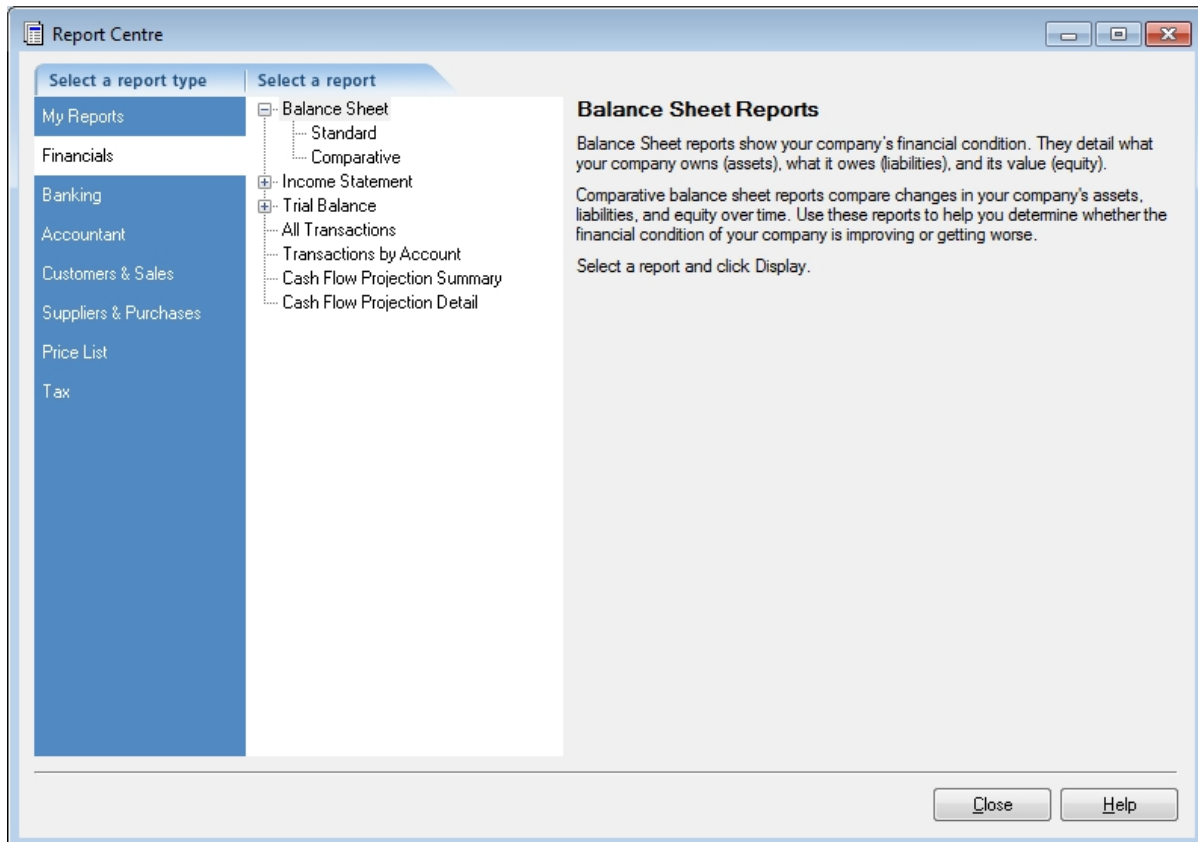 Report Centre
Select a report type
Select a report
My Reports
Financials
Banking
Accountant
Customers & Sales
Suppliers & Purchases
Price List
Tax
Balance Sheet
Standard
Comparative
Income Statement
Trial Balance
All Transactions
Transactions by Account
Cash Flow Projection Summary
Cash Flow Projection Detail
Balance Sheet Reports
Balance Sheet reports show your company's financial condition. They detail what
your company owns (assets), what it owes (liabilities), and its value (equity).
Comparative balance sheet reports compare changes in your company's assets,
liabilities, and equity over time. Use these reports to help you determine whether the
financial condition of your company is improving or getting worse.
Select a report and click Display.
Close
Help